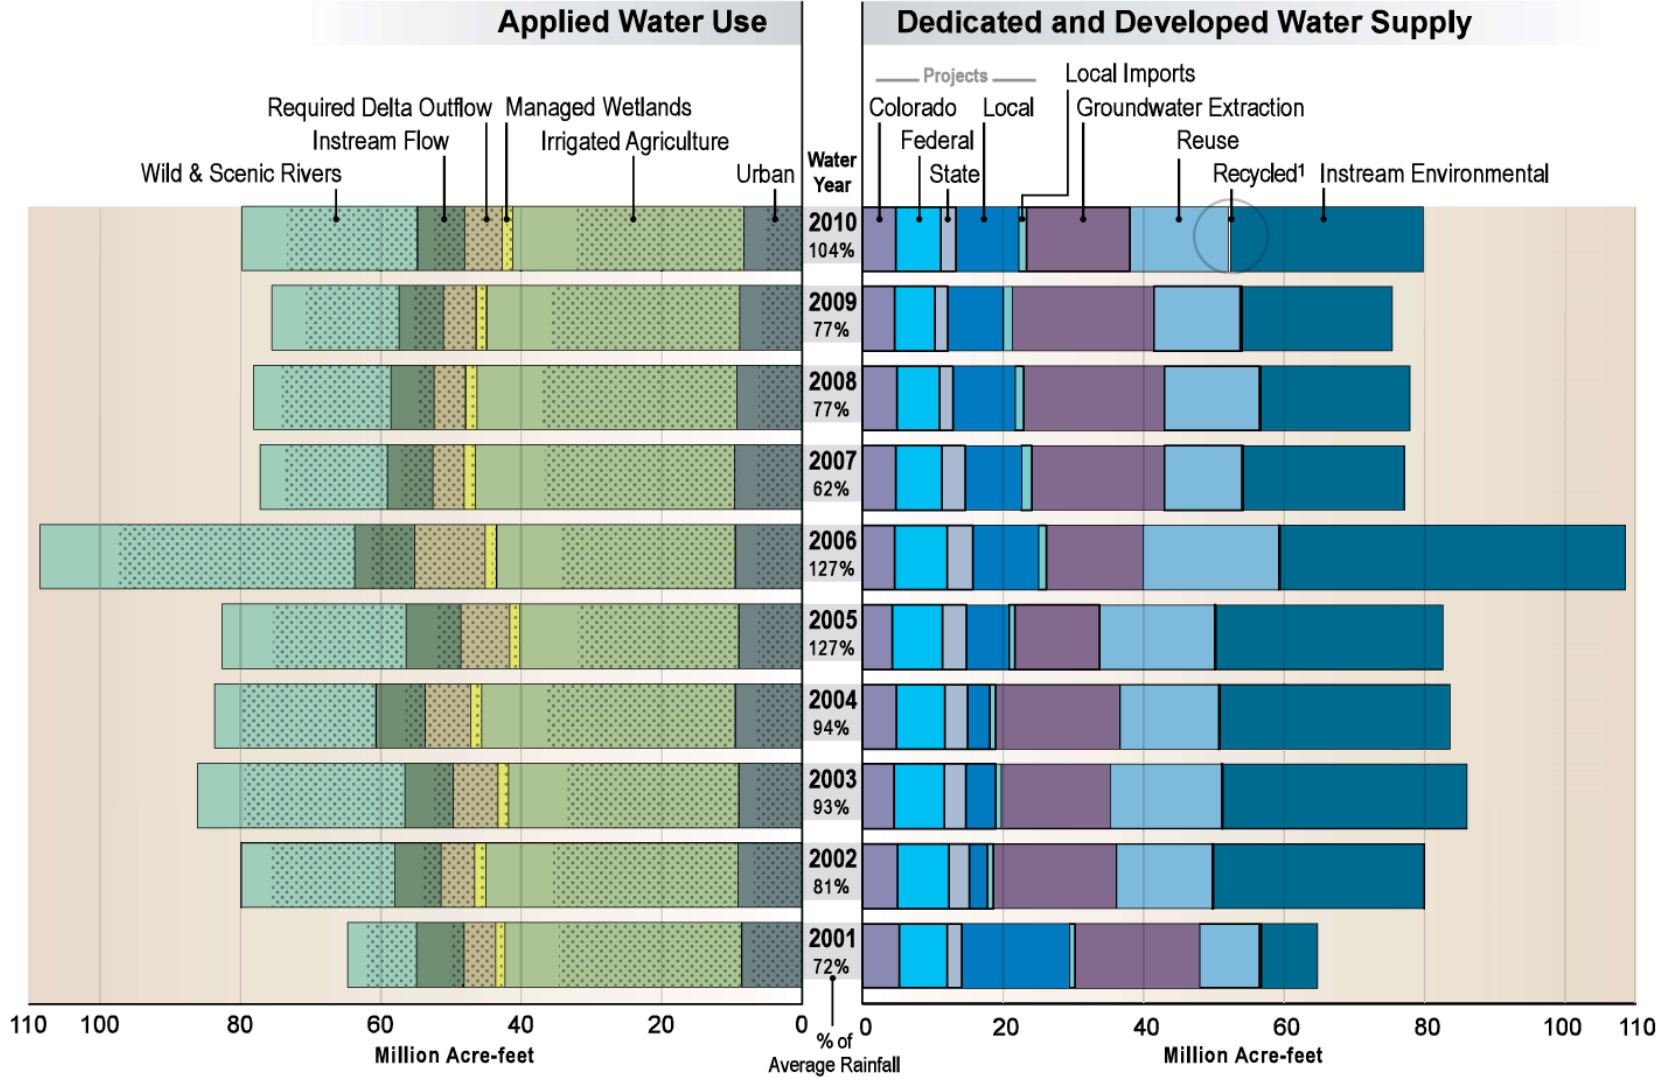 Applied Water Use
Dedicated and Developed Water Supply
Projects
Local Imports
Required Delta Outflow
Managed Wetlands
Colorado
Local
Groundwater Extraction
Instream Flow
Irrigated Agriculture
Federal
Reuse
Wild & Scenic Rivers
Urban
Water
Year
State
Recycled¹
Instream Environmental
2010
104%
2009
77%
2008
77%
2007
62%
2006
127%
2005
127%
2004
94%
2003
93%
2002
81%
2001
72%
110 100 80 60 40 20 0
0 20 40 60 80 100 110
Million Acre-feet
% of
Average Rainfall
Million Acre-feet